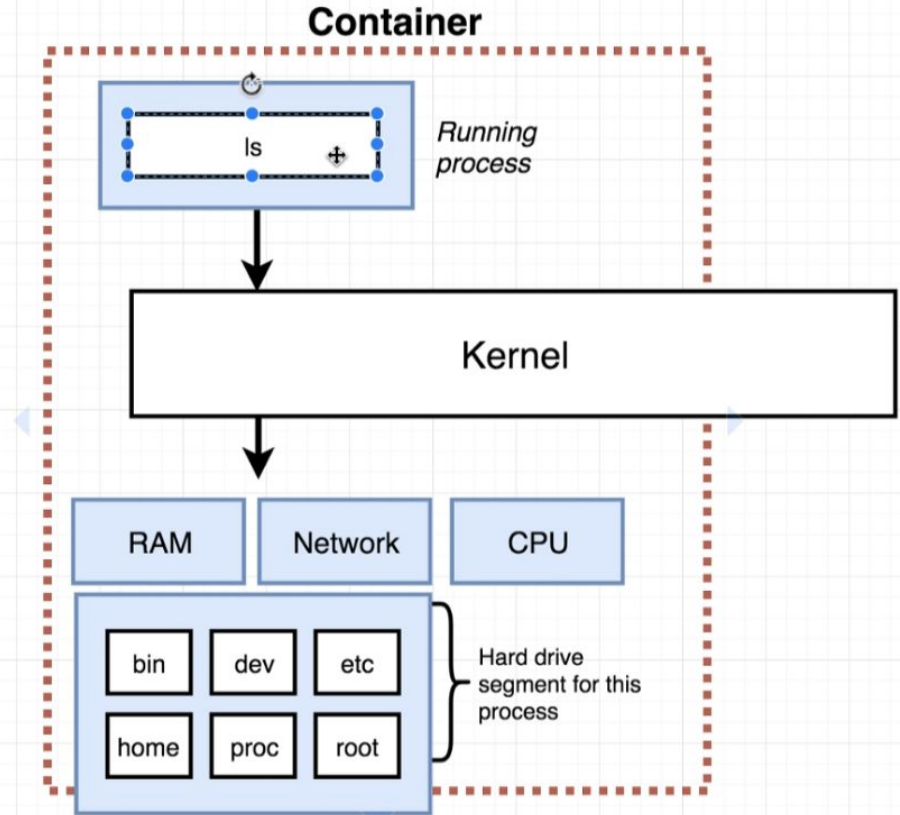 Container
ls
Running
process
Kernel
RAM
Network
CPU
bin
dev
etc
Hard drive
segment for this
process
home
proc
root